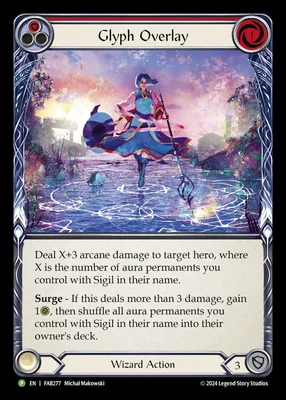 Glyph Overlay
Deal X+3 arcane damage to target hero, where
X is the number of aura permanents you
control with Sigil in their name.
Surge - If this deals more than 3 damage, gain
1, then shuffle all aura permanents you
control with Sigil in their name into their
owner's deck.
Wizard Action
3
P EN | FAB277 Michał Makowski
© 2024 Legend Story Studios